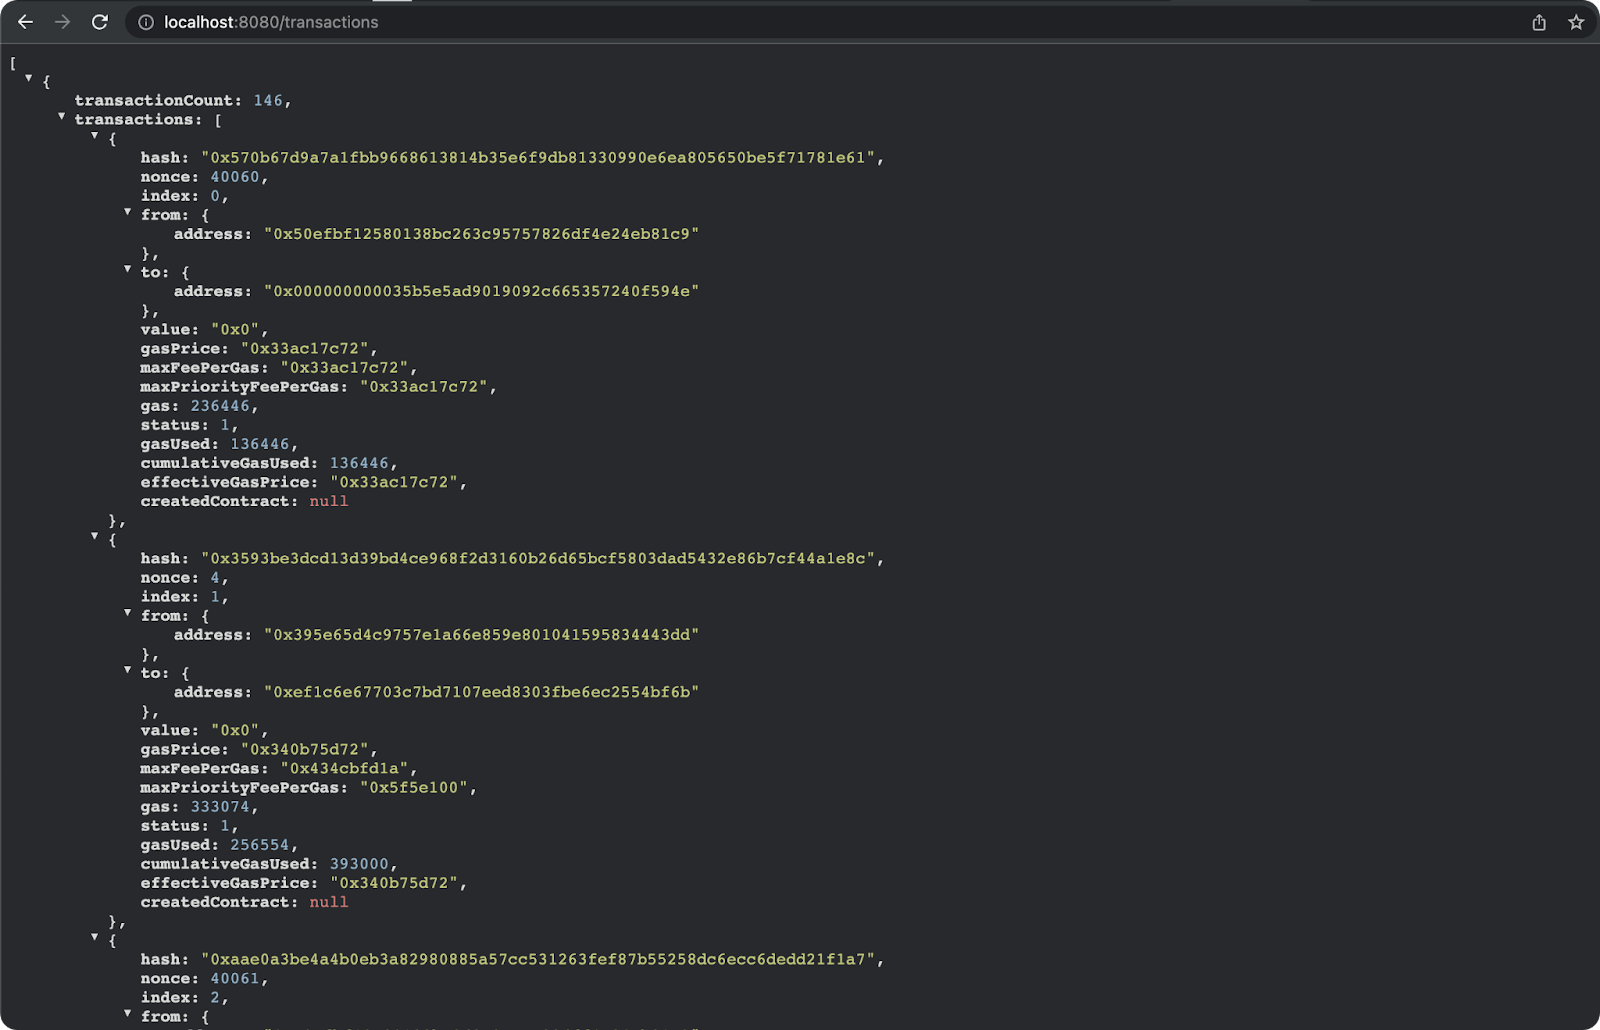 localhost:8080/transactions
[
{
transactionCount: 146,
transactions: [
{
hash: "0x570b67d9a7a1fbb9668613814b35e6f9db81330990e6ea805650be5f71781e61",
nonce: 40060,
index: 0,
from: {
address: "0x50efbf12580138bc263c95757826df4e24eb81c9"
},
to: {
address: "0x000000000035b5e5ad9019092c665357240f594e"
},
value: "0x0",
gasPrice: "0x33ac17c72",
maxFeePerGas: "0x33ac17c72",
maxPriorityFeePerGas: "0x33ac17c72",
gas: 236446,
status: 1,
gasUsed: 136446,
cumulativeGasUsed: 136446,
effectiveGasPrice: "0x33ac17c72",
createdContract: null
},
{
hash: "0x3593be3dcd13d39bd4ce968f2d3160b26d65bcf5803dad5432e86b7cf44a1e8c",
nonce: 4,
index: 1,
from: {
address: "0x395e65d4c9757e1a66e859e801041595834443dd"
},
to: {
address: "0xef1c6e67703c7bd7107eed8303fbe6ec2554bf6b"
},
value: "0x0",
gasPrice: "0x340b75d72",
maxFeePerGas: "0x434cbfd1a",
maxPriorityFeePerGas: "0x5f5e100",
gas: 333074,
status: 1,
gasUsed: 256554,
cumulativeGasUsed: 393000,
effectiveGasPrice: "0x340b75d72",
createdContract: null
},
{
hash: "0xaae0a3be4a4b0eb3a82980885a57cc531263fef87b55258dc6ecc6dedd21f1a7",
nonce: 40061,
index: 2,
from: {